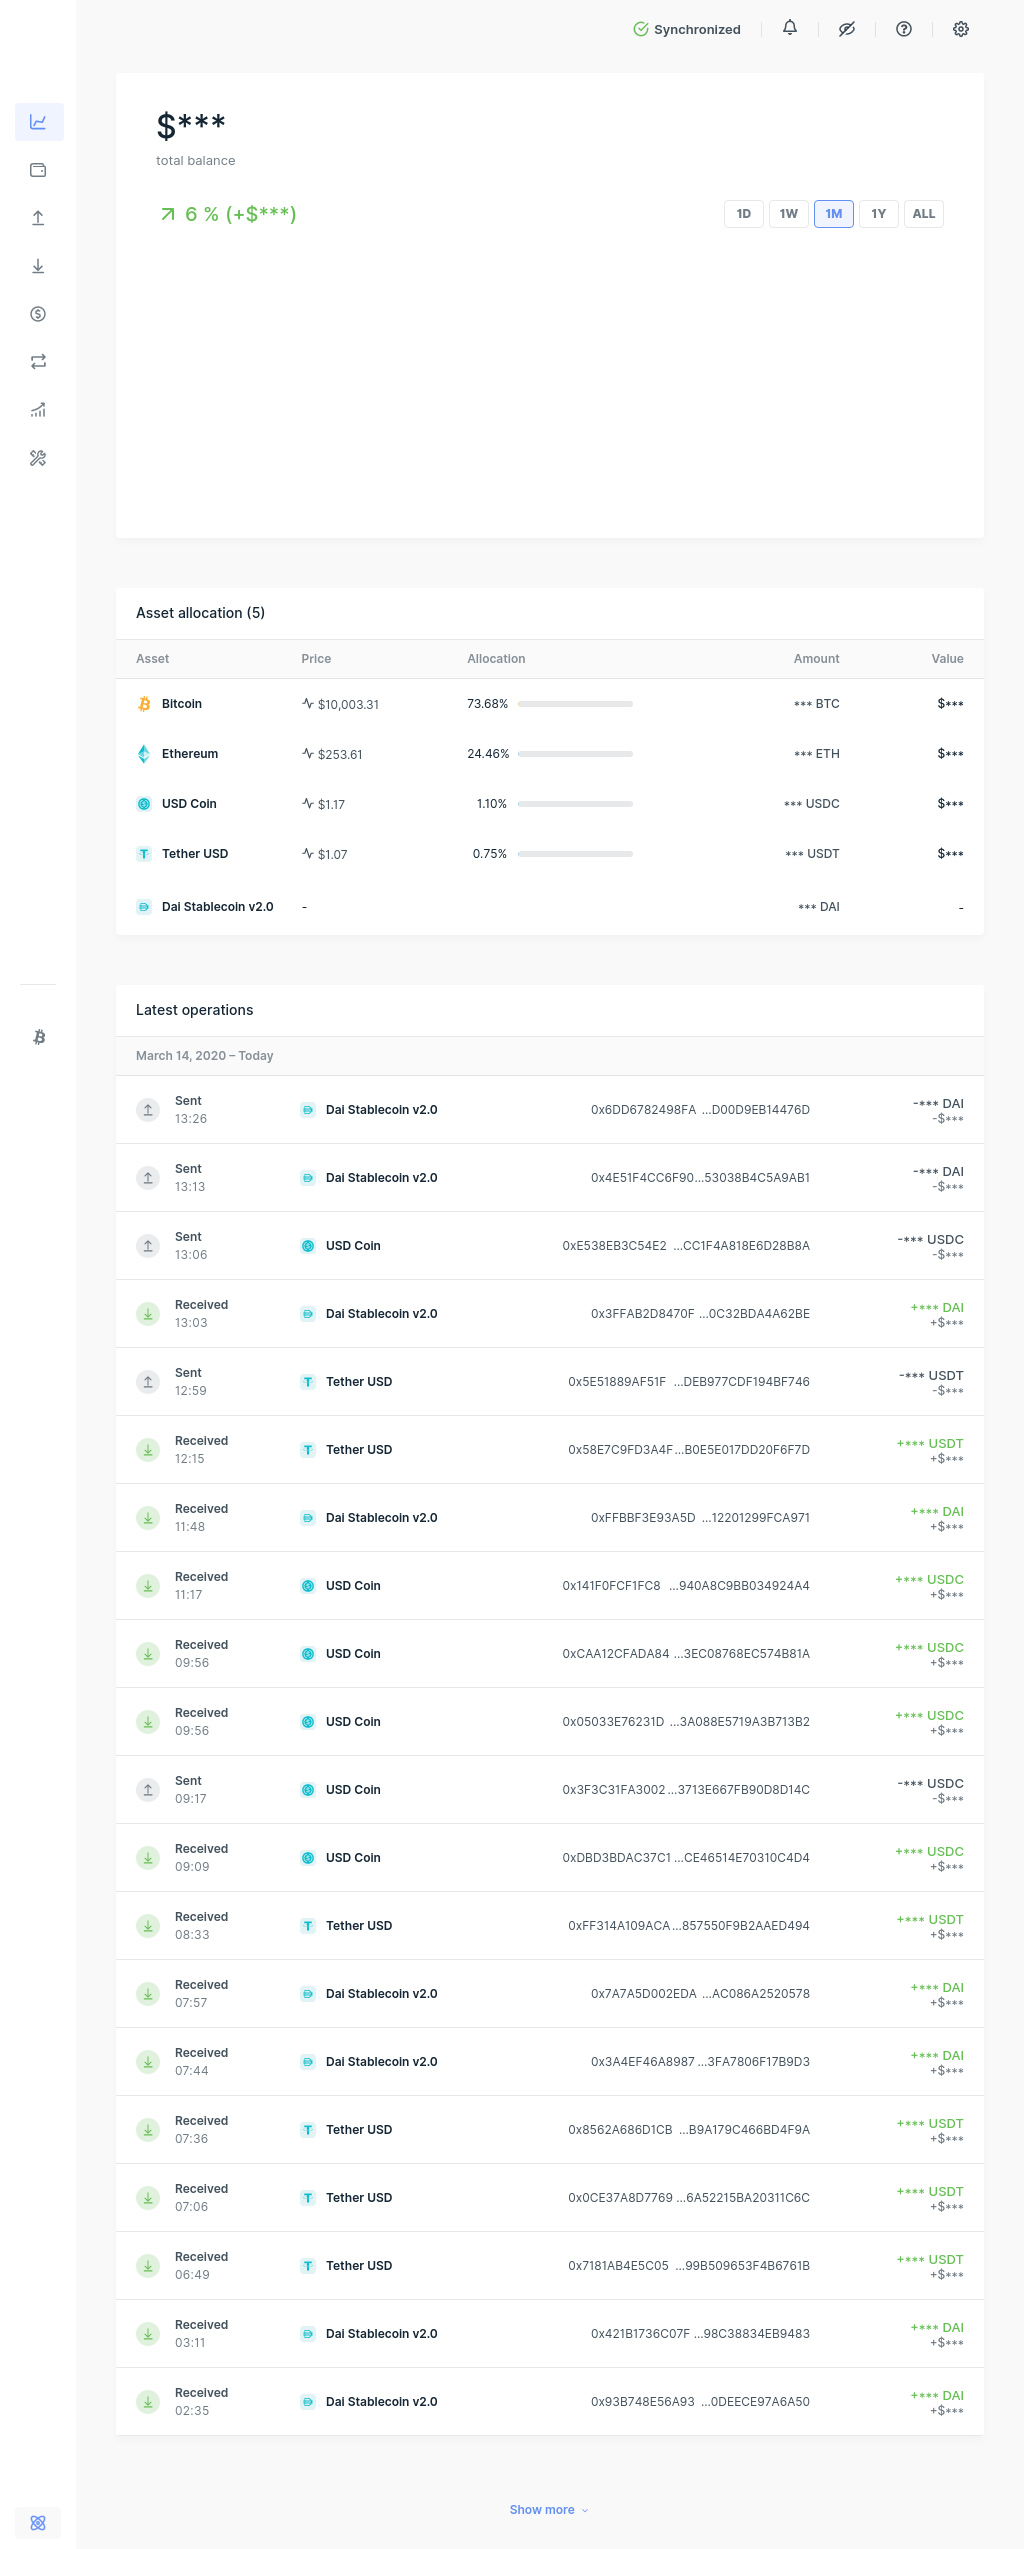 Synchronized
$***
total balance
6 % (+$***)
1D 1W 1M 1Y ALL
Asset allocation (5)
Asset Price Allocation Amount Value
Bitcoin $10,003.31 73.68% *** BTC $***
Ethereum $253.61 24.46% *** ETH $***
USD Coin $1.17 1.10% *** USDC $***
Tether USD $1.07 0.75% *** USDT $***
Dai Stablecoin v2.0 - *** DAI -
Latest operations
March 14, 2020 – Today
Sent
13:26
Dai Stablecoin v2.0 0x6DD6782498FA ...D00D9EB14476D
-*** DAI
-$***
Sent
13:13
Dai Stablecoin v2.0 0x4E51F4CC6F90...53038B4C5A9AB1
-*** DAI
-$***
Sent
13:06
USD Coin 0xE538EB3C54E2 ...CC1F4A818E6D28B8A
-*** USDC
-$***
Received
13:03
Dai Stablecoin v2.0 0x3FFAB2D8470F ...0C32BDA4A62BE
+*** DAI
+$***
Sent
12:59
Tether USD 0x5E51889AF51F ...DEB977CDF194BF746
-*** USDT
-$***
Received
12:15
Tether USD 0x58E7C9FD3A4F...B0E5E017DD20F6F7D
+*** USDT
+$***
Received
11:48
Dai Stablecoin v2.0 0xFFBBF3E93A5D ...12201299FCA971
+*** DAI
+$***
Received
11:17
USD Coin 0x141F0FCF1FC8 ...940A8C9BB034924A4
+*** USDC
+$***
Received
09:56
USD Coin 0xCAA12CFADA84 ...3EC08768EC574B81A
+*** USDC
+$***
Received
09:56
USD Coin 0x05033E76231D ...3A088E5719A3B713B2
+*** USDC
+$***
Sent
09:17
USD Coin 0x3F3C31FA3002...3713E667FB90D8D14C
-*** USDC
-$***
Received
09:09
USD Coin 0xDBD3BDAC37C1 ...CE46514E70310C4D4
+*** USDC
+$***
Received
08:33
Tether USD 0xFF314A109ACA...857550F9B2AAED494
+*** USDT
+$***
Received
07:57
Dai Stablecoin v2.0 0x7A7A5D002EDA ...AC086A2520578
+*** DAI
+$***
Received
07:44
Dai Stablecoin v2.0 0x3A4EF46A8987 ...3FA7806F17B9D3
+*** DAI
+$***
Received
07:36
Tether USD 0x8562A686D1CB ...B9A179C466BD4F9A
+*** USDT
+$***
Received
07:06
Tether USD 0x0CE37A8D7769 ...6A52215BA20311C6C
+*** USDT
+$***
Received
06:49
Tether USD 0x7181AB4E5C05 ...99B509653F4B6761B
+*** USDT
+$***
Received
03:11
Dai Stablecoin v2.0 0x421B1736C07F ...98C38834EB9483
+*** DAI
+$***
Received
02:35
Dai Stablecoin v2.0 0x93B748E56A93 ...0DEECE97A6A50
+*** DAI
+$***
Show more